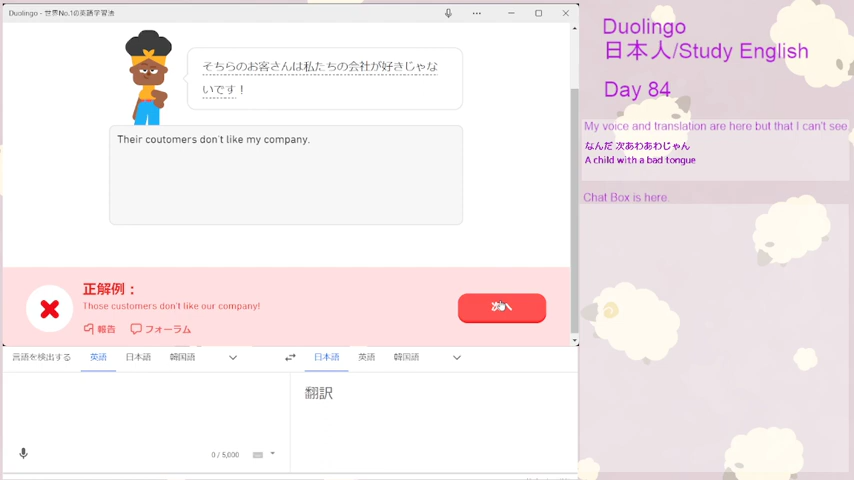 Duolingo - 世界No.1の英語学習法
そちらのお客さんは私たちの会社が好きじゃな
いです！
Their coutomers don't like my company.
正解例：
Those customers don't like our company!
報告 フォーラム
次へ
言語を検出する 英語 日本語 韓国語 日本語 英語 韓国語
翻訳
0 / 5,000
Duolingo
日本人/Study English
Day 84
My voice and translation are here but that I can't see
なんだ 次あわあわじゃん
A child with a bad tongue
Chat Box is here.